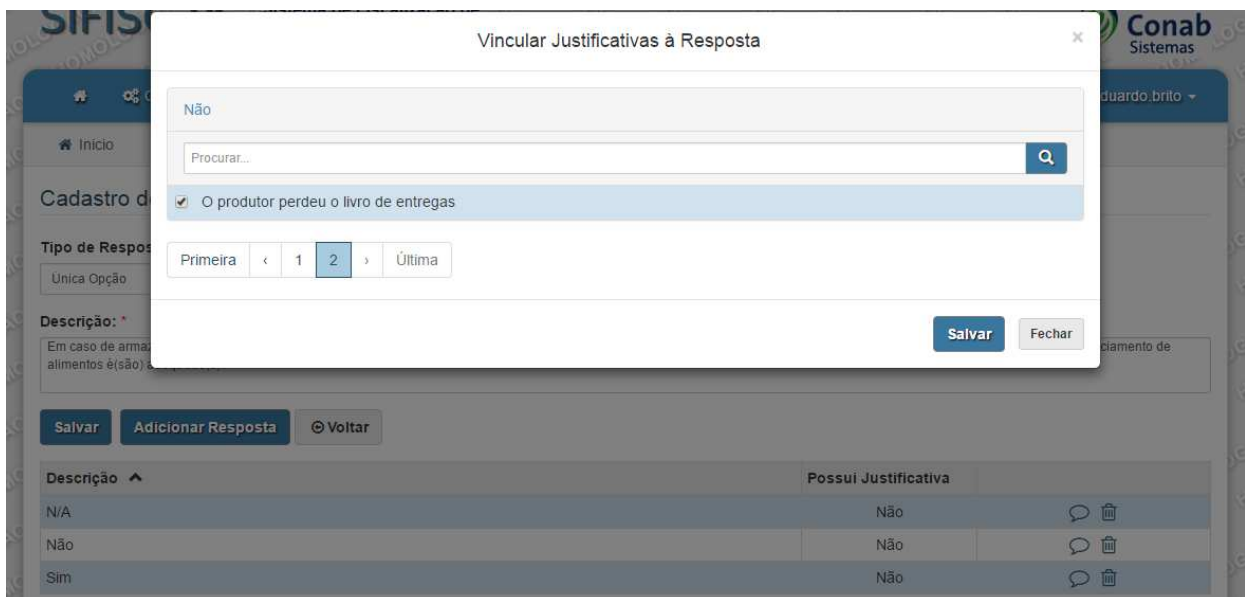 SIFIS
Vincular Justificativas à Resposta
×
Conab
Sistemas
duardo.brito
Não
Início
Procurar...
Cadastro d
O produtor perdeu o livro de entregas
Tipo de Respos
Primeira ‹ 1 2 › Última
Única Opção
Descrição: *
Salvar Fechar
Em caso de armaz
ciamento de
alimentos é(são)
Salvar Adicionar Resposta Voltar
Descrição Possui Justificativa
N/A Não
Não Não
Sim Não